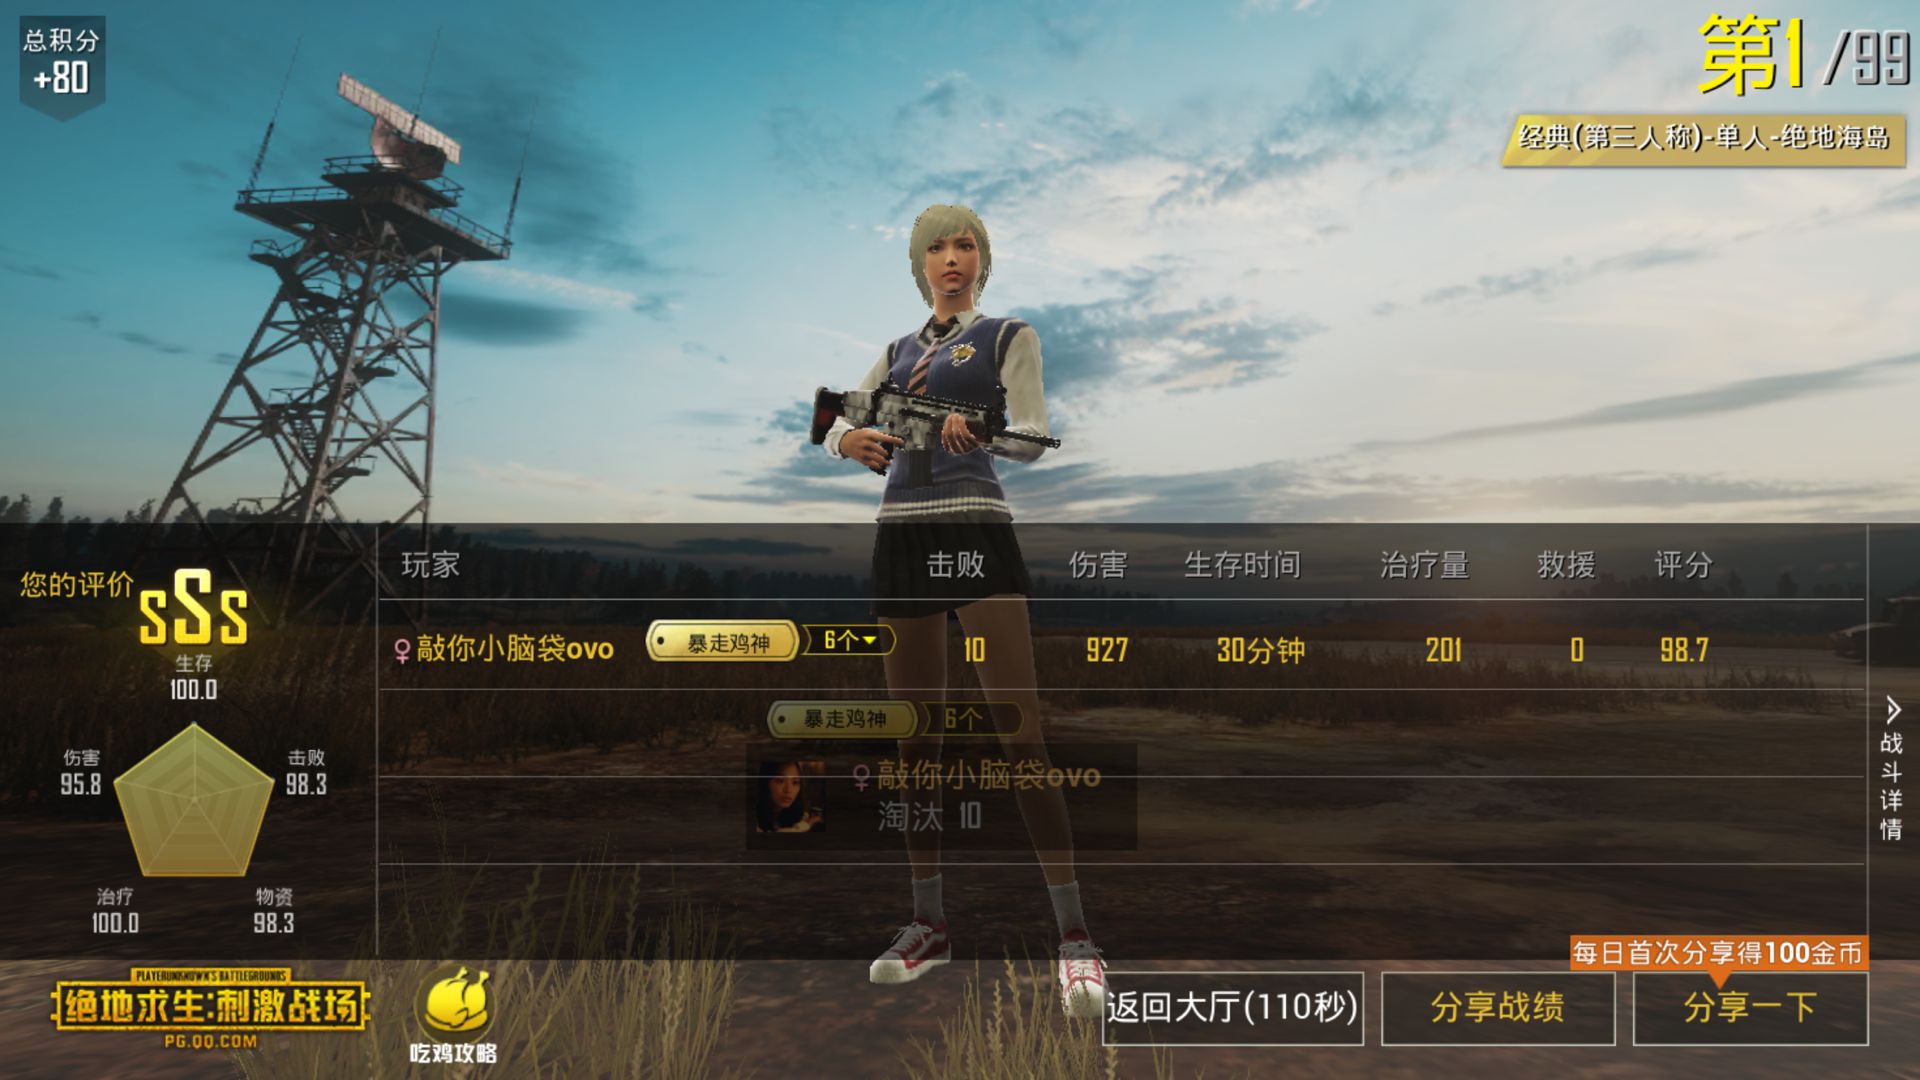 总积分
+80
第1/99
经典(第三人称)-单人-绝地海岛
您的评价 SSS
生存
100.0
伤害
95.8
击败
98.3
治疗
100.0
物资
98.3
玩家 击败 伤害 生存时间 治疗量 救援 评分
♀敲你小脑袋ovo 暴走鸡神 6个 10 927 30分钟 201 0 98.7
暴走鸡神 6个
♀敲你小脑袋ovo
淘汰 10
战斗详情
每日首次分享得100金币
PLAYERUNKNOWN'S BATTLEGROUNDS
绝地求生:刺激战场
PG.QQ.COM
吃鸡攻略
返回大厅(110秒)
分享战绩
分享一下